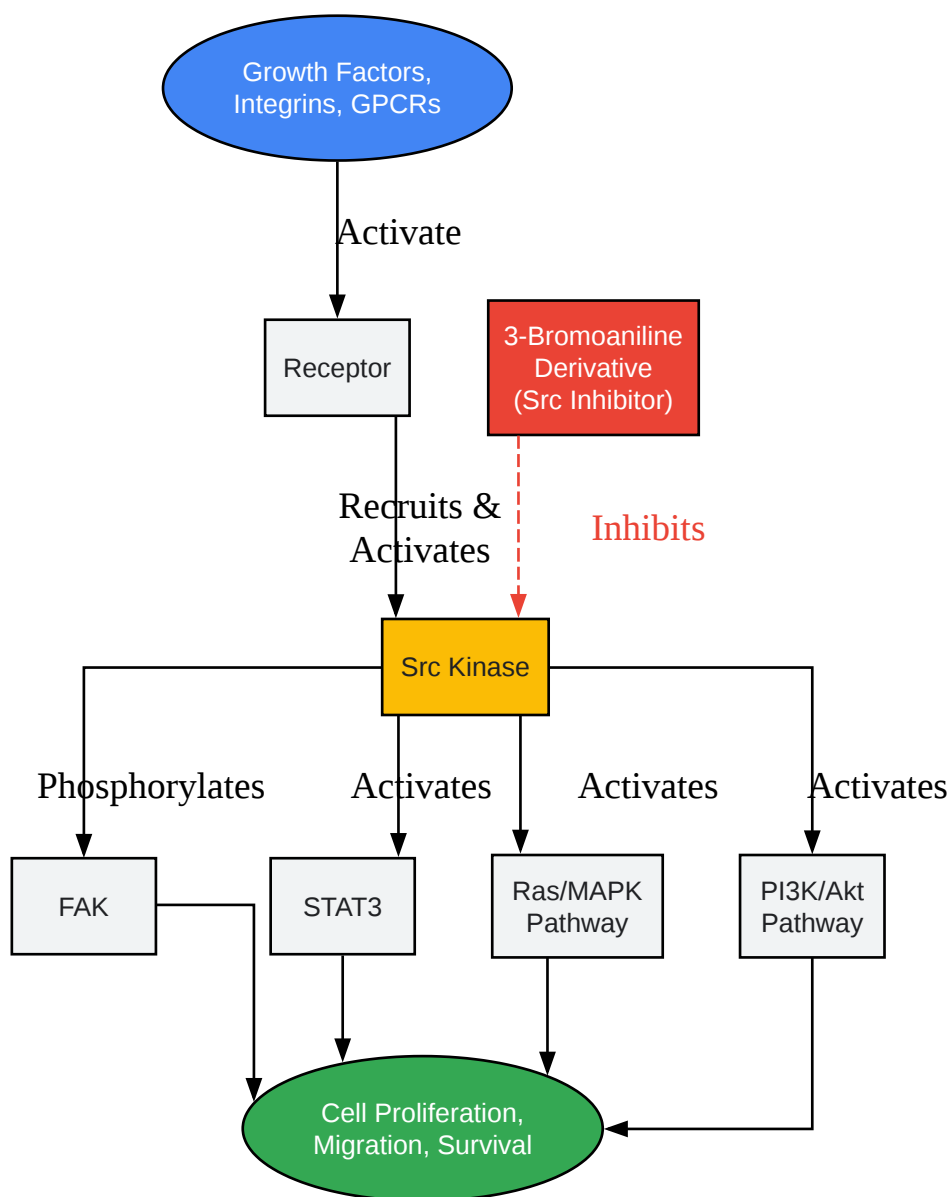 Growth Factors,
Integrins, GPCRs
Activate
Receptor
3-Bromoaniline
Derivative
(Src Inhibitor)
Recruits &
Activates
Inhibits
Src Kinase
Phosphorylates
Activates
Activates
Activates
FAK
STAT3
Ras/MAPK
Pathway
PI3K/Akt
Pathway
Cell Proliferation,
Migration, Survival